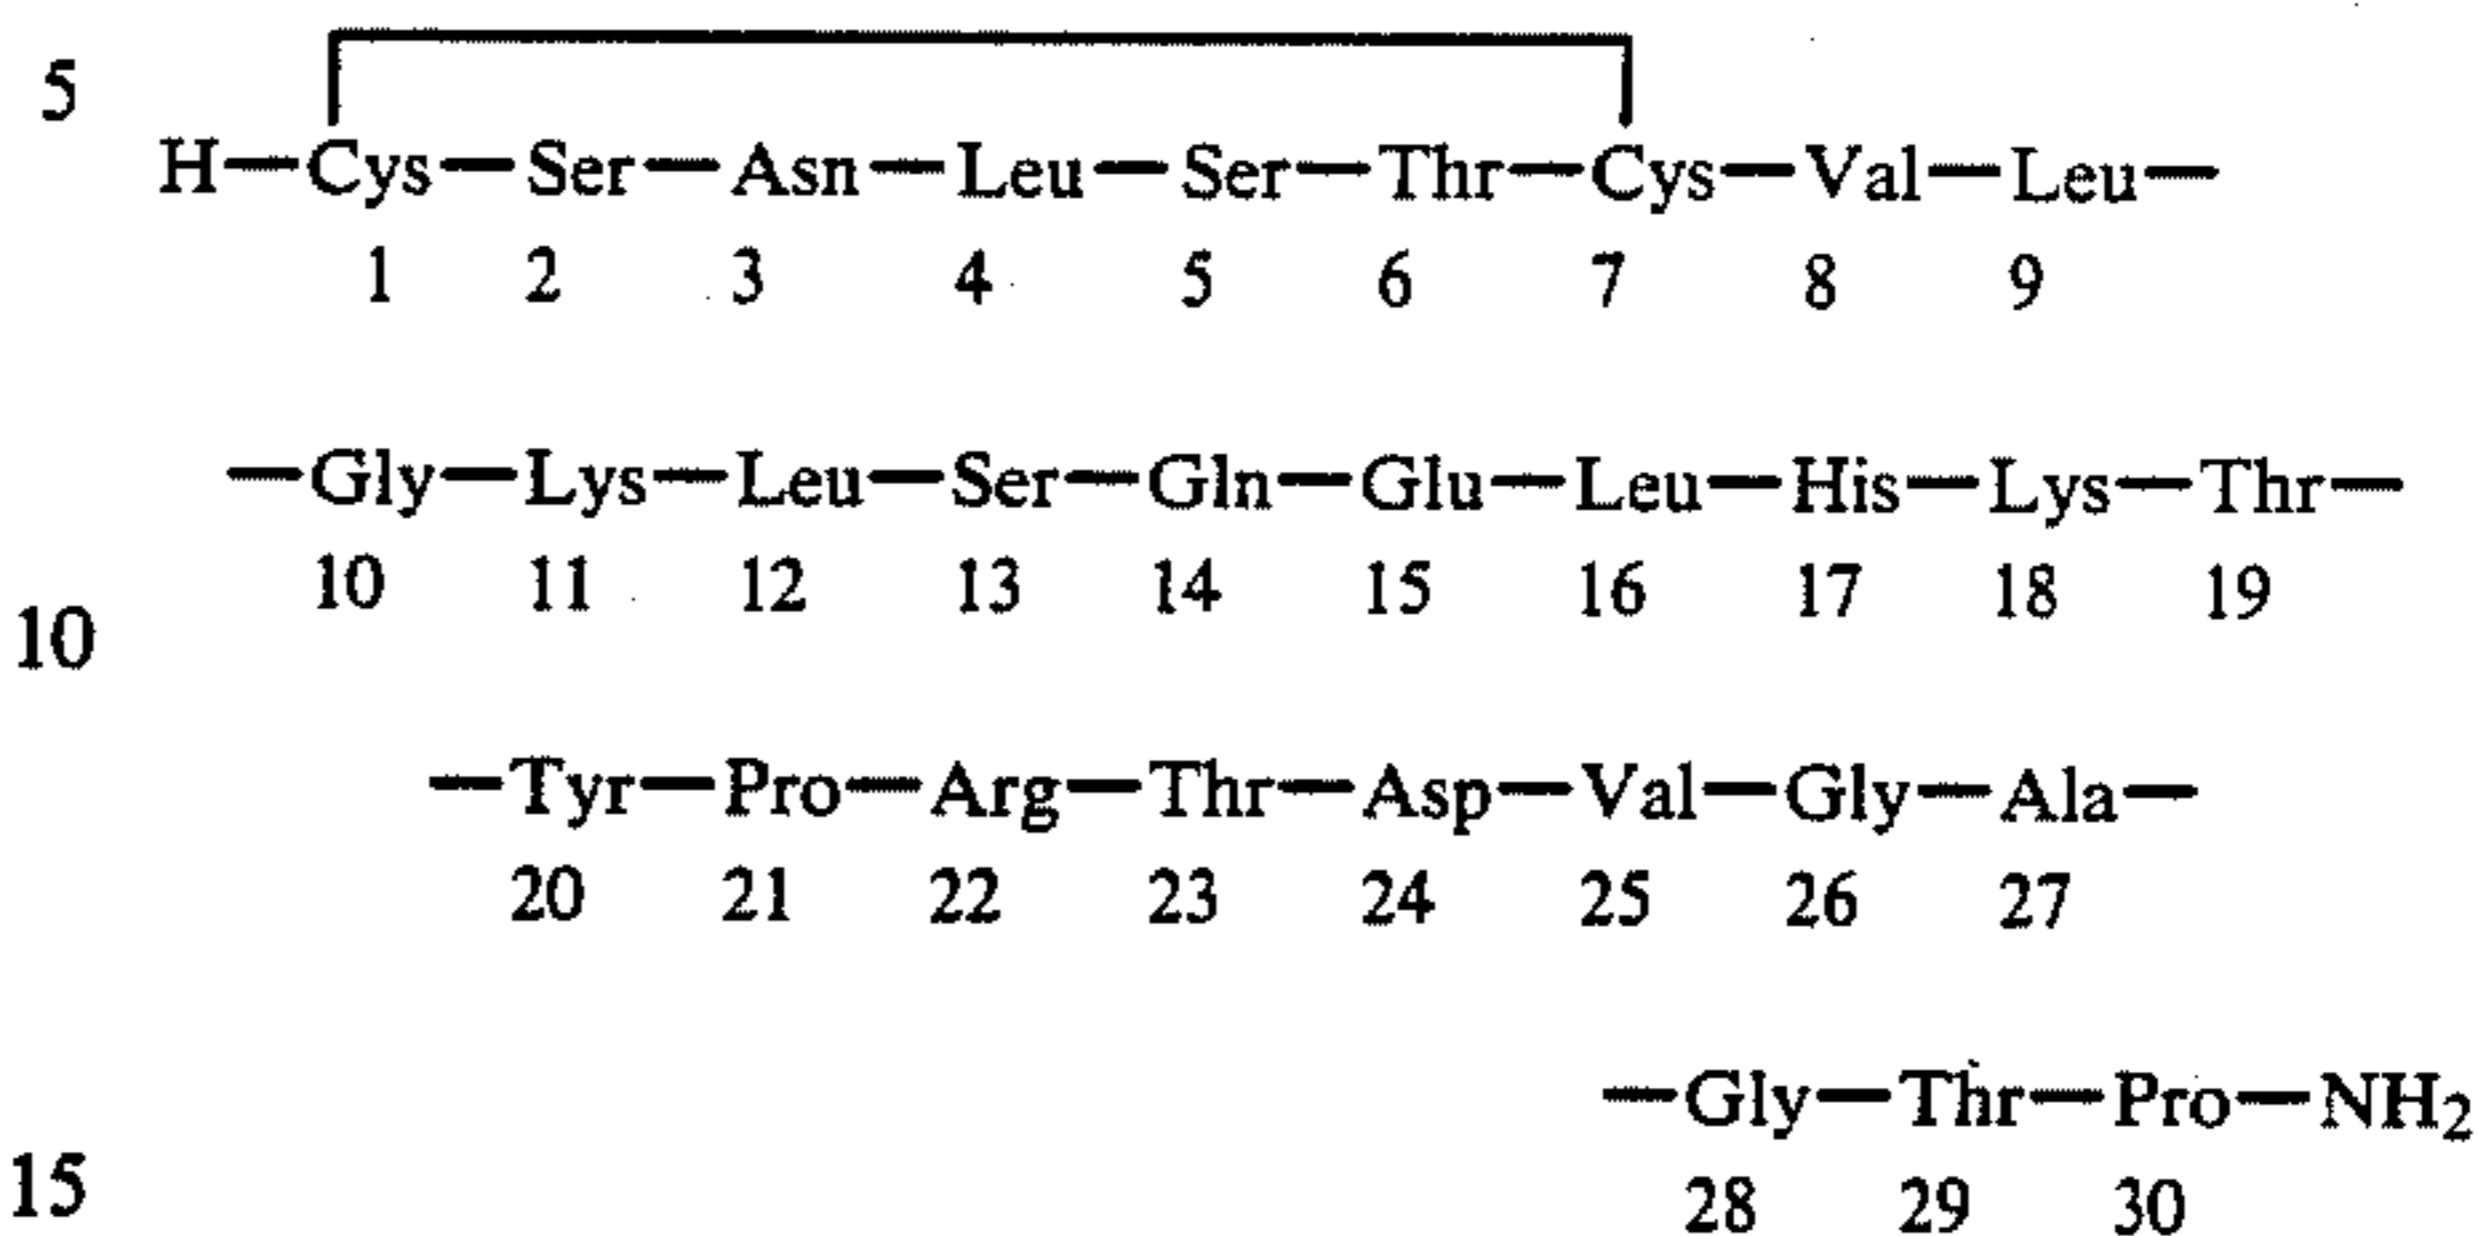 5
H—Cys—Ser—Asn—Leu—Ser—Thr—Cys—Val—Leu—
1 2 3 4 5 6 7 8 9
—Gly—Lys—Leu—Ser—Gln—Glu—Leu—His—Lys—Thr—
10 11 12 13 14 15 16 17 18 19
10
—Tyr—Pro—Arg—Thr—Asp—Val—Gly—Ala—
20 21 22 23 24 25 26 27
—Gly—Thr—Pro—NH₂
15
28 29 30